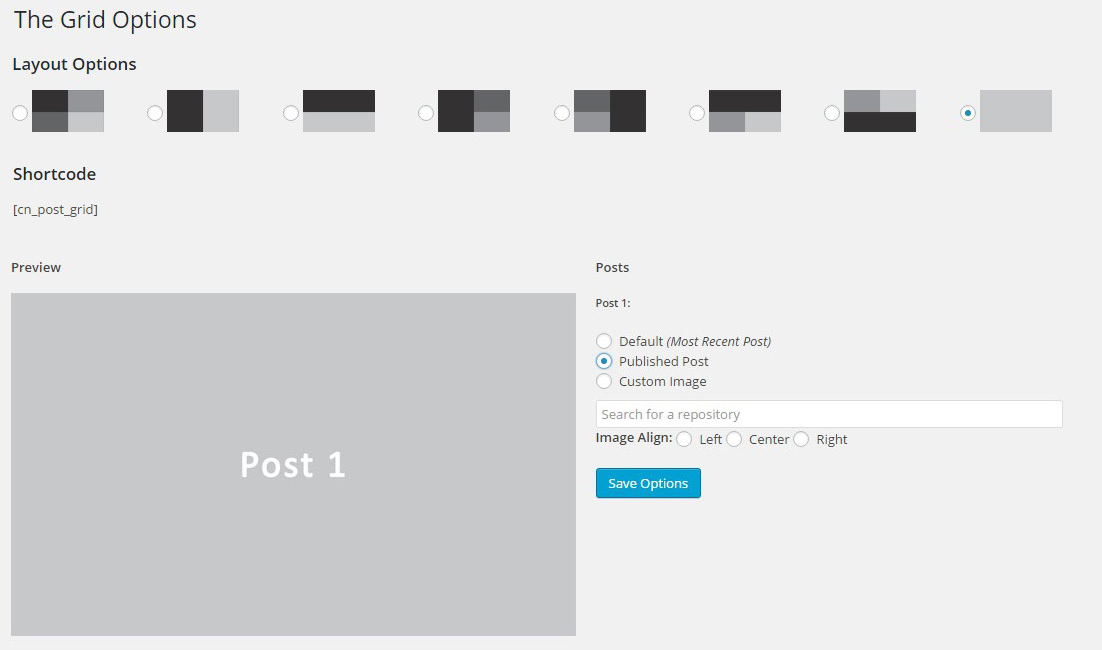 The Grid Options
Layout Options
Shortcode
[cn_post_grid]
Preview
Post 1
Posts
Post 1:
Default (Most Recent Post)
Published Post
Custom Image
Search for a repository
Image Align: Left Center Right
Save Options